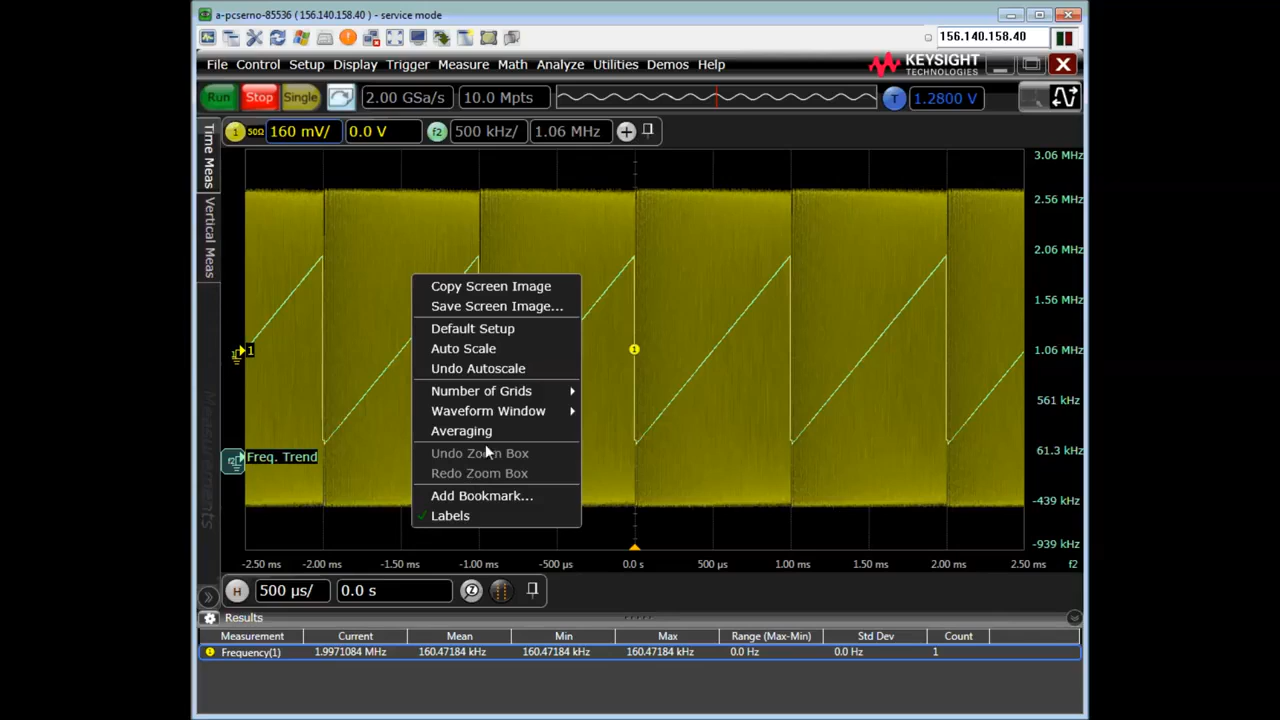 a-pcserno-85536 ( 156.140.158.40 ) - service mode
156.140.158.40
File Control Setup Display Trigger Measure Math Analyze Utilities Demos Help
KEYSIGHT
TECHNOLOGIES
Run Stop Single 2.00 GSa/s 10.0 Mpts T 1.2800 V
1 50Ω 160 mV/ 0.0 V f2 500 kHz/ 1.06 MHz
Time Meas
Vertical Meas
Measurements
3.06 MHz
2.56 MHz
2.06 MHz
1.56 MHz
1.06 MHz
561 kHz
61.3 kHz
-439 kHz
-939 kHz
1
1
f2 Freq. Trend
Copy Screen Image
Save Screen Image...
Default Setup
Auto Scale
Undo Autoscale
Number of Grids
Waveform Window
Averaging
Undo Zoom Box
Redo Zoom Box
Add Bookmark...
Labels
-2.50 ms -2.00 ms -1.50 ms -1.00 ms -500 µs 0.0 s 500 µs 1.00 ms 1.50 ms 2.00 ms 2.50 ms f2
H 500 µs/ 0.0 s Z
Results
Measurement Current Mean Min Max Range (Max-Min) Std Dev Count
1 Frequency(1) 1.9971084 MHz 160.47184 kHz 160.47184 kHz 160.47184 kHz 0.0 Hz 0.0 Hz 1